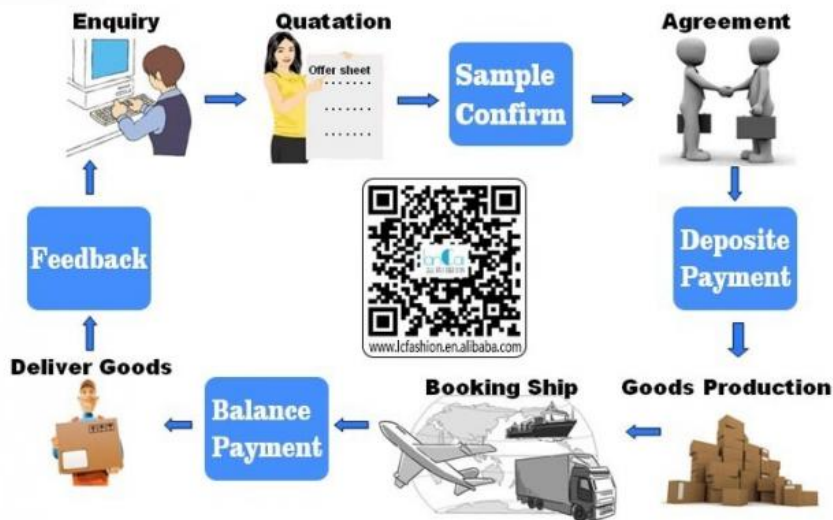 Enquiry
Quatation
Agreement
Offer sheet
Sample
Confirm
Deposite
Payment
Goods Production
Booking Ship
Balance
Payment
Deliver Goods
Feedback
www.lcfashion.en.alibaba.com